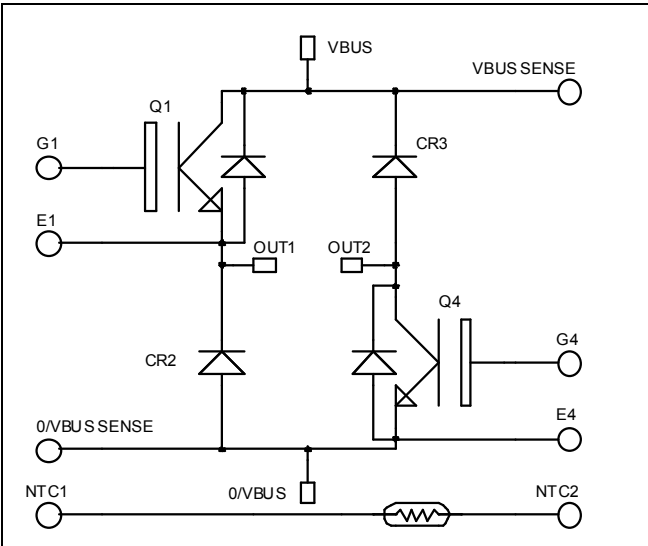 VBUS
VBUS SENSE
Q1
G1
CR3
E1
OUT1
OUT2
Q4
CR2
G4
E4
0/VBUS SENSE
NTC1
0/VBUS
NTC2